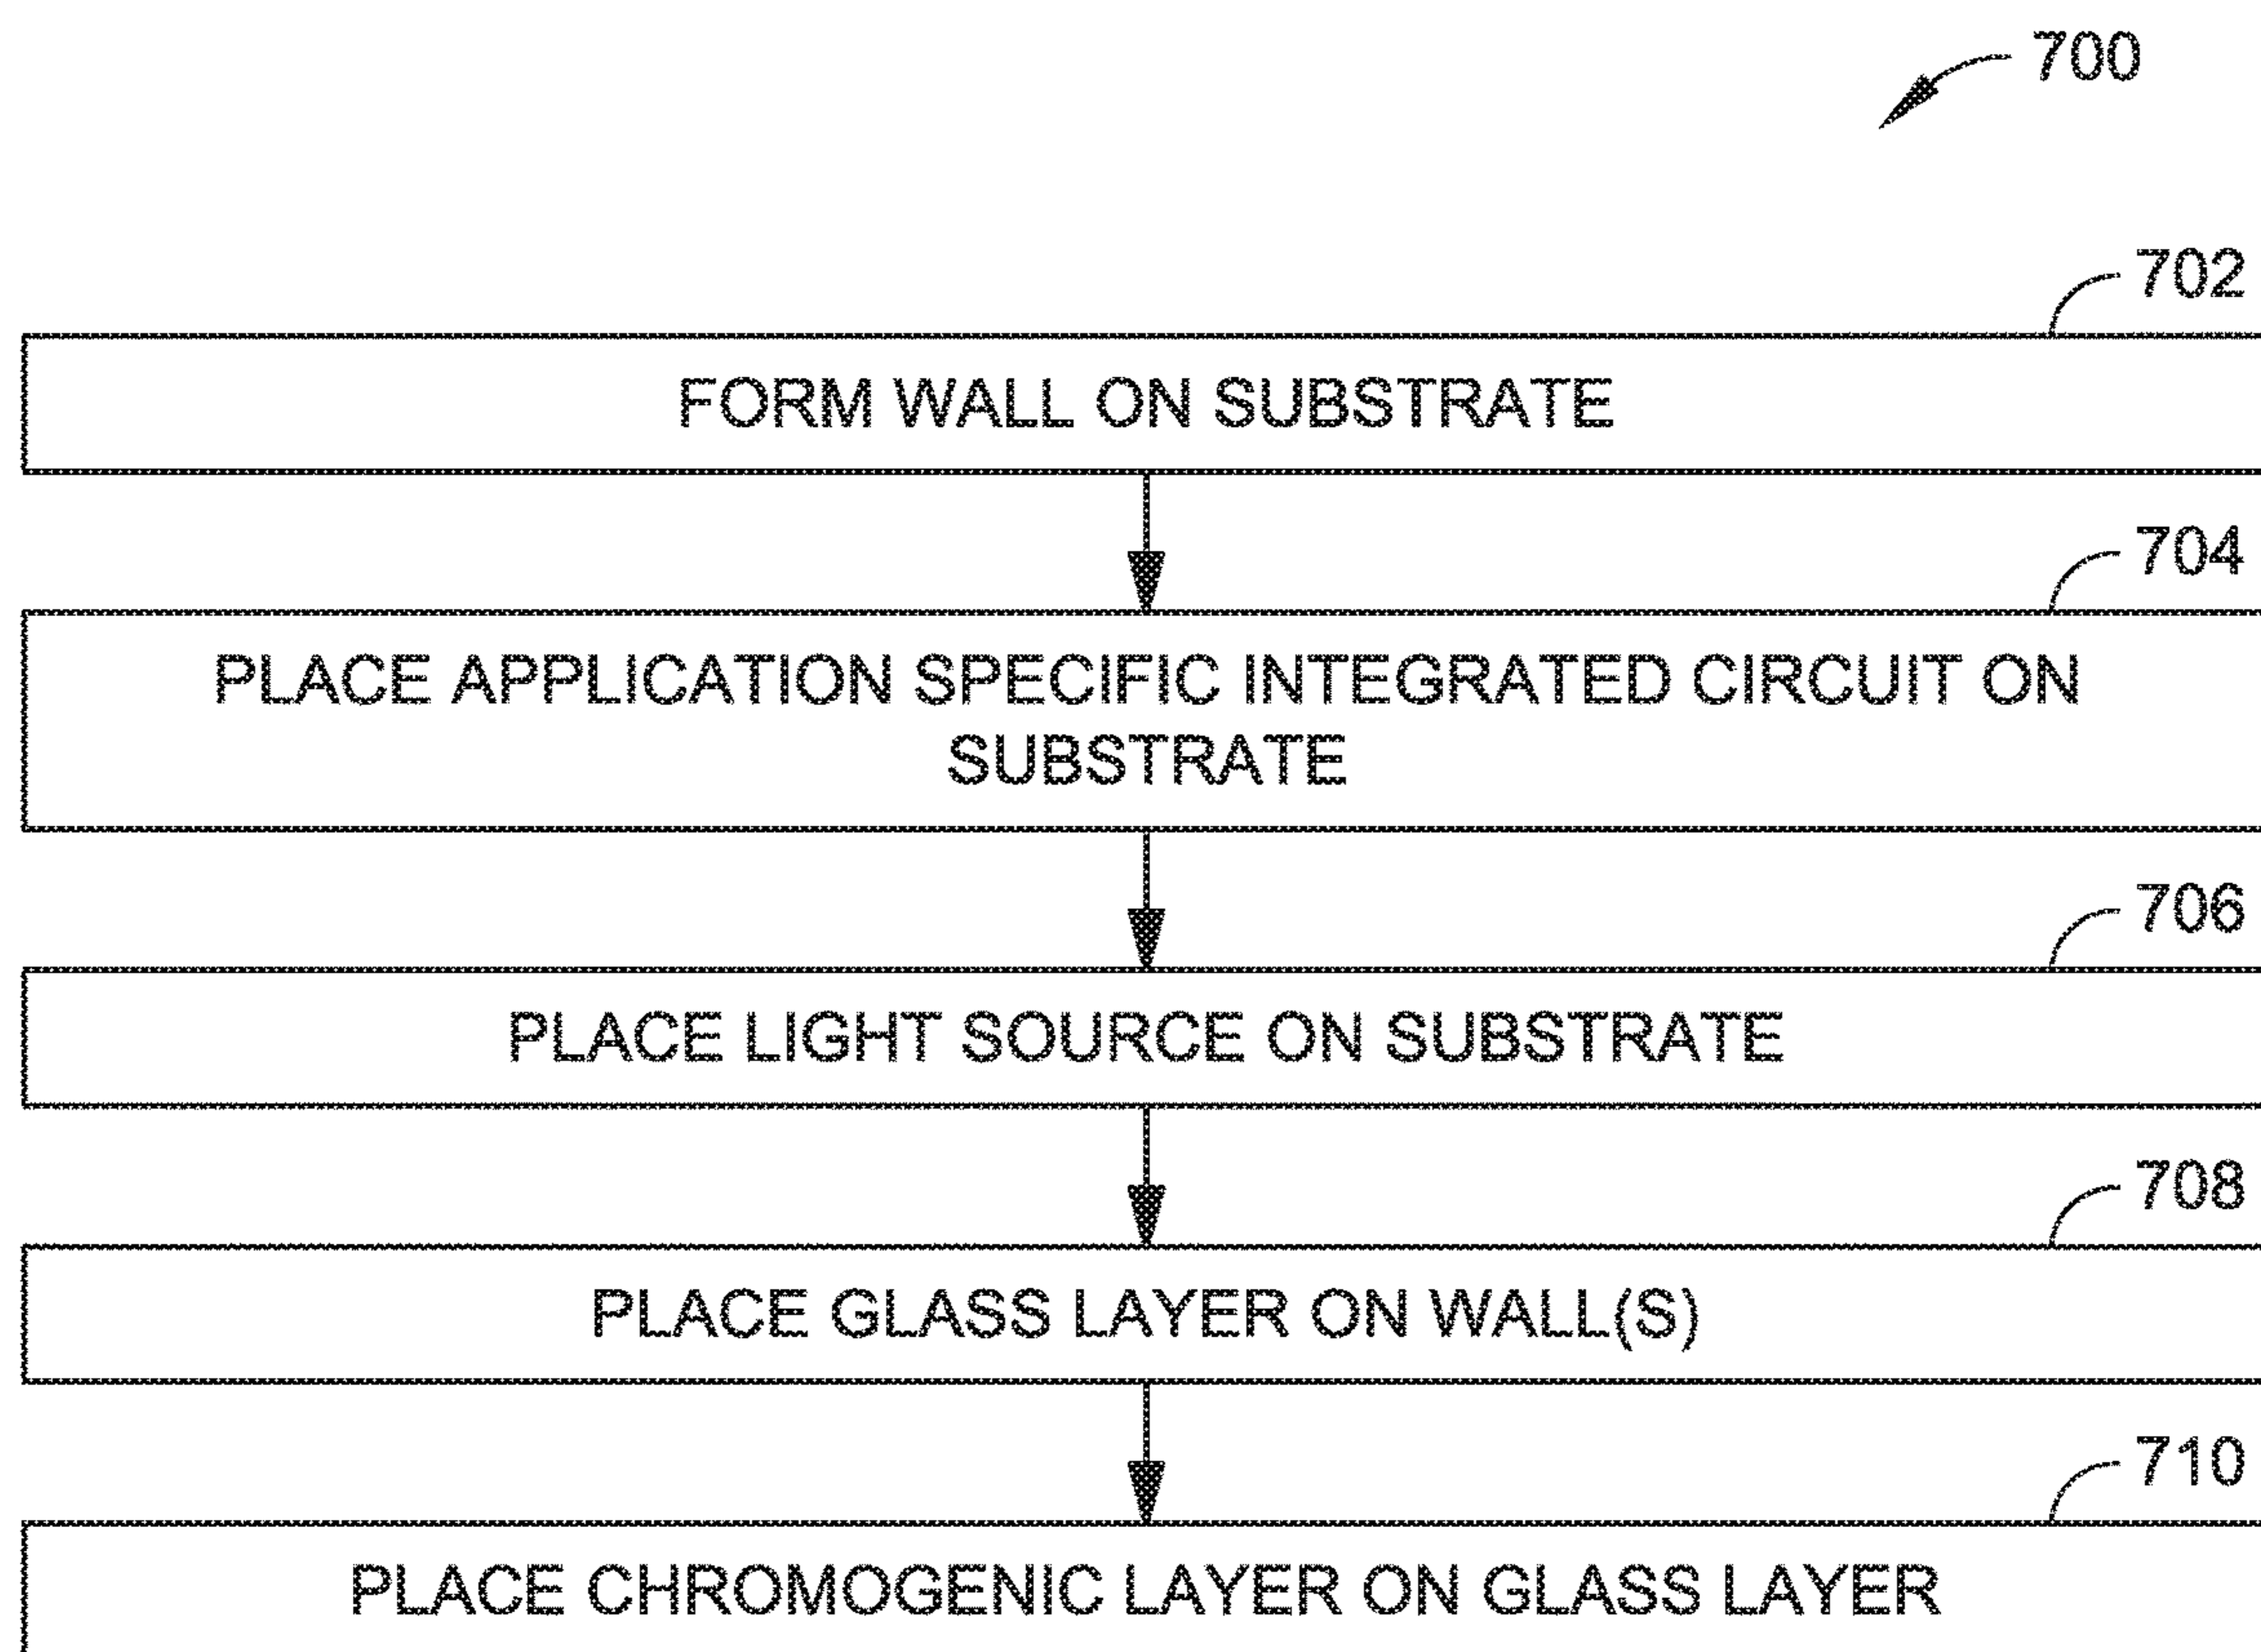 700
702
FORM WALL ON SUBSTRATE
704
PLACE APPLICATION SPECIFIC INTEGRATED CIRCUIT ON
SUBSTRATE
706
PLACE LIGHT SOURCE ON SUBSTRATE
708
PLACE GLASS LAYER ON WALL(S)
710
PLACE CHROMOGENIC LAYER ON GLASS LAYER